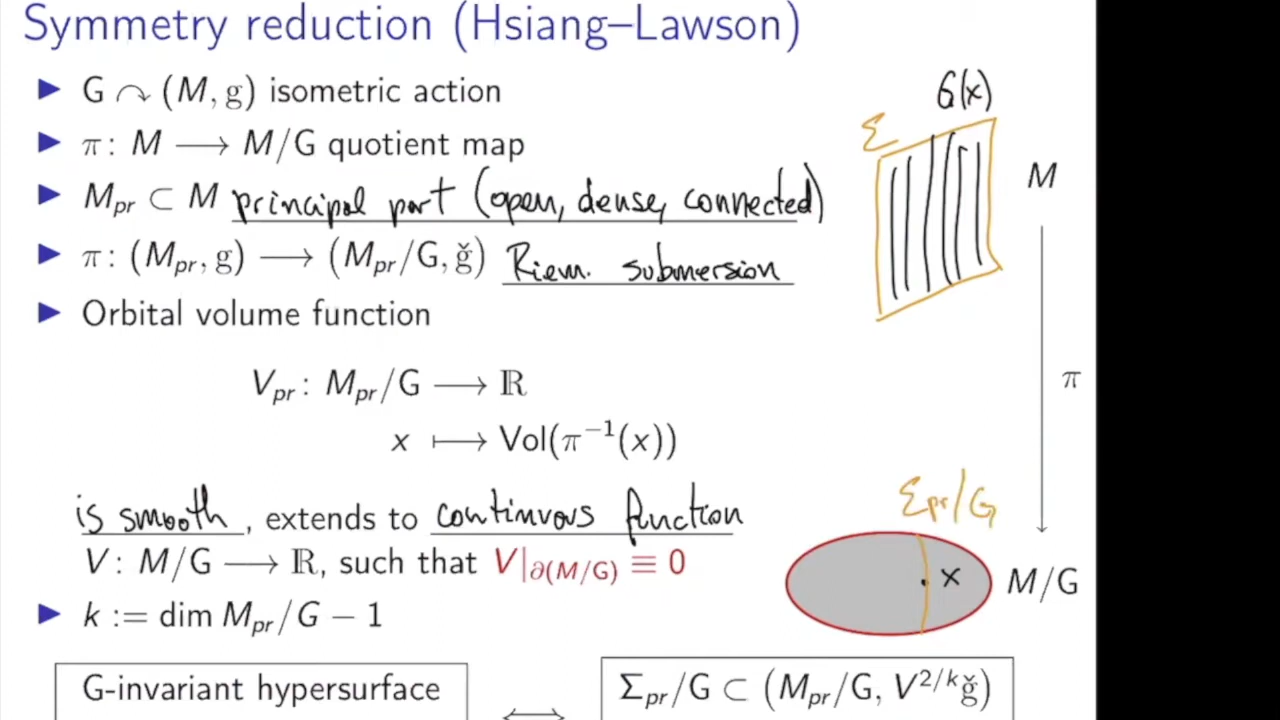 Symmetry reduction (Hsiang–Lawson)
▶ G ↷ (M, g) isometric action
▶ π: M ⟶ M/G quotient map
▶ M_pr ⊂ M principal part (open, dense, connected)
▶ π: (M_pr, g) ⟶ (M_pr/G, ǧ) Riem. submersion
▶ Orbital volume function
V_pr: M_pr/G ⟶ ℝ
x ⟼ Vol(π⁻¹(x))
is smooth, extends to continuous function
V: M/G ⟶ ℝ, such that V|_∂(M/G) ≡ 0
▶ k := dim M_pr/G − 1
G-invariant hypersurface
⟷
Σ_pr/G ⊂ (M_pr/G, V^{2/k}ǧ)
G(x)
Σ
M
π
Σ_pr/G
x
M/G